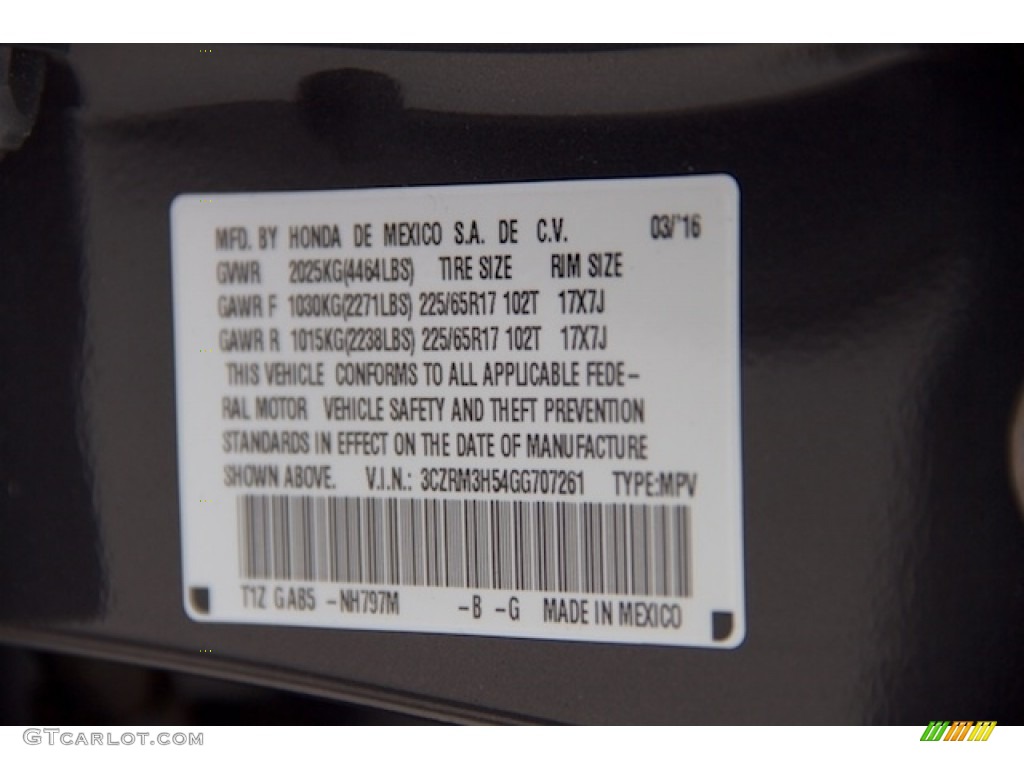 MFD. BY HONDA DE MEXICO S.A. DE C.V. 03/'16
GVWR 2025KG(4464LBS) TIRE SIZE RIM SIZE
GAWR F 1030KG(2271LBS) 225/65R17 102T 17X7J
GAWR R 1015KG(2238LBS) 225/65R17 102T 17X7J
THIS VEHICLE CONFORMS TO ALL APPLICABLE FEDE-
RAL MOTOR VEHICLE SAFETY AND THEFT PREVENTION
STANDARDS IN EFFECT ON THE DATE OF MANUFACTURE
SHOWN ABOVE. V.I.N.: 3CZRM3H54GG707261 TYPE:MPV
T1Z GA85 -NH797M -B -G MADE IN MEXICO
GTCARLOT.COM